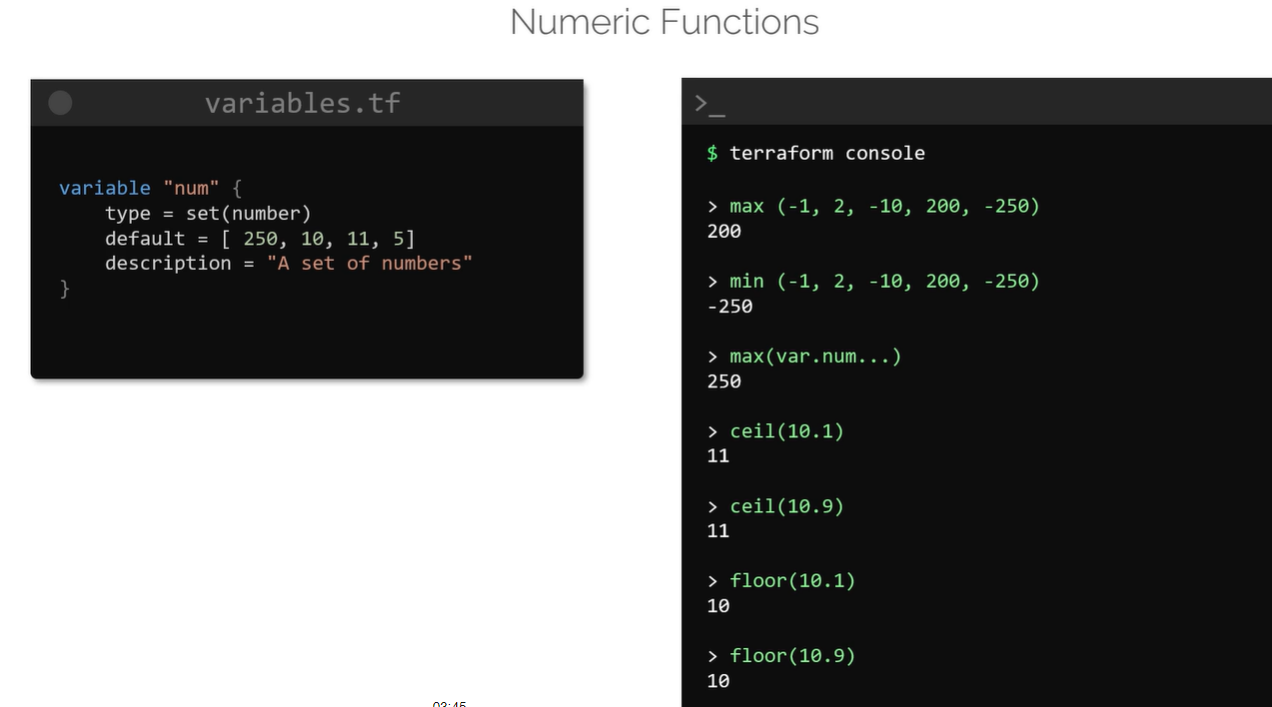 Numeric Functions
variables.tf
variable "num" {
    type = set(number)
    default = [ 250, 10, 11, 5]
    description = "A set of numbers"
}
>_
$ terraform console
> max (-1, 2, -10, 200, -250)
200
> min (-1, 2, -10, 200, -250)
-250
> max(var.num...)
250
> ceil(10.1)
11
> ceil(10.9)
11
> floor(10.1)
10
> floor(10.9)
10
03:45